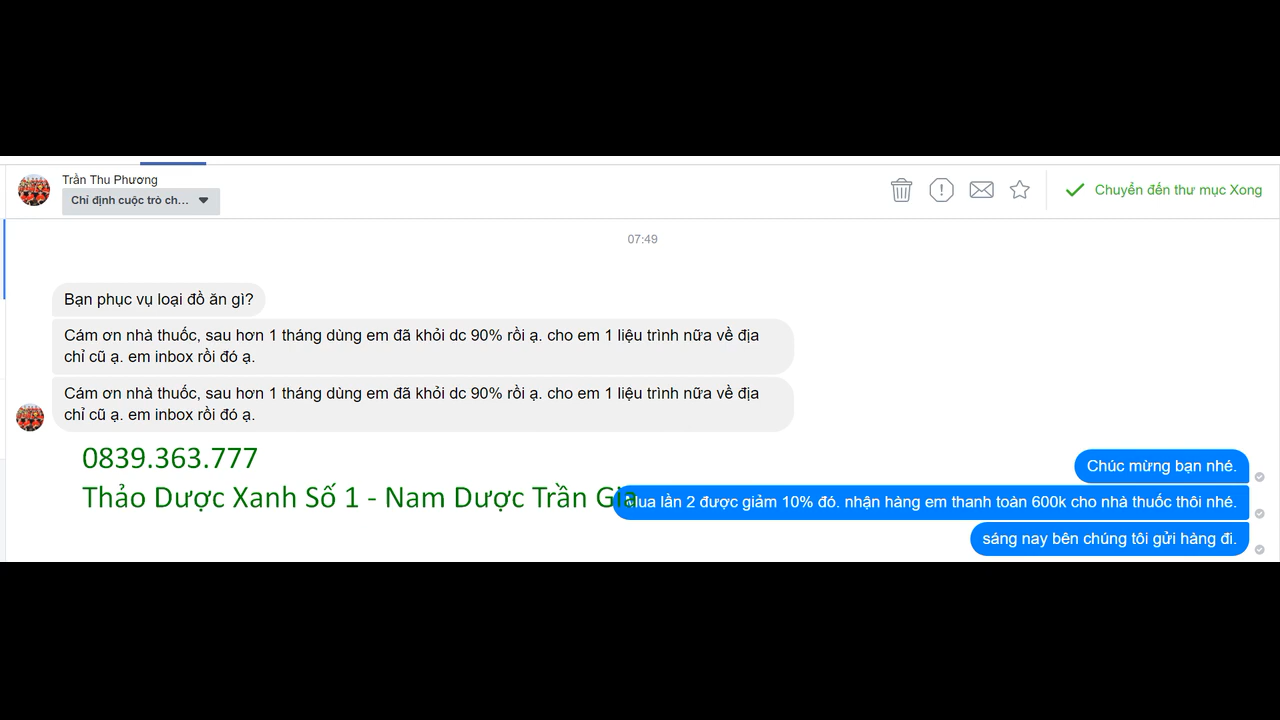 Trần Thu Phương
Chỉ định cuộc trò ch...
Chuyển đến thư mục Xong
07:49
Bạn phục vụ loại đồ ăn gì?
Cám ơn nhà thuốc, sau hơn 1 tháng dùng em đã khỏi dc 90% rồi ạ. cho em 1 liệu trình nữa về địa
chỉ cũ ạ. em inbox rồi đó ạ.
Cám ơn nhà thuốc, sau hơn 1 tháng dùng em đã khỏi dc 90% rồi ạ. cho em 1 liệu trình nữa về địa
chỉ cũ ạ. em inbox rồi đó ạ.
0839.363.777
Chúc mừng bạn nhé.
Thảo Dược Xanh Số 1 - Nam Dược Trần Gia
Mua lần 2 được giảm 10% đó. nhận hàng em thanh toàn 600k cho nhà thuốc thôi nhé.
sáng nay bên chúng tôi gửi hàng đi.